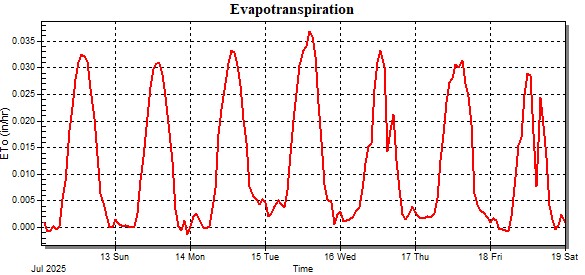 Evapotranspiration
0.035
0.030
0.025
0.020
0.015
0.010
0.005
0.000
ETo (in/hr)
13 Sun 14 Mon 15 Tue 16 Wed 17 Thu 18 Fri 19 Sat
Jul 2025 Time